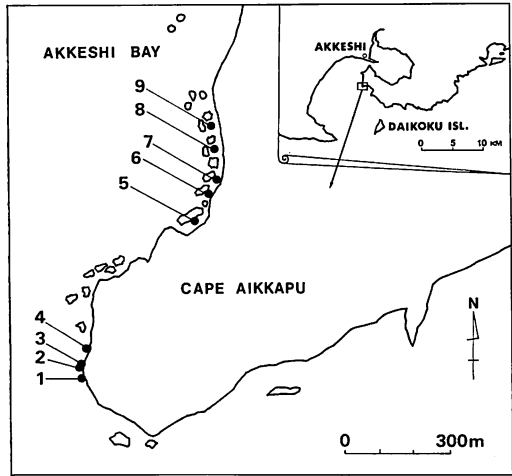 AKKESHI BAY
AKKESHI
DAIKOKU ISL.
0 5 10 KM
9
8
7
6
5
CAPE AIKKAPU
4
3
2
1
N
0 300m